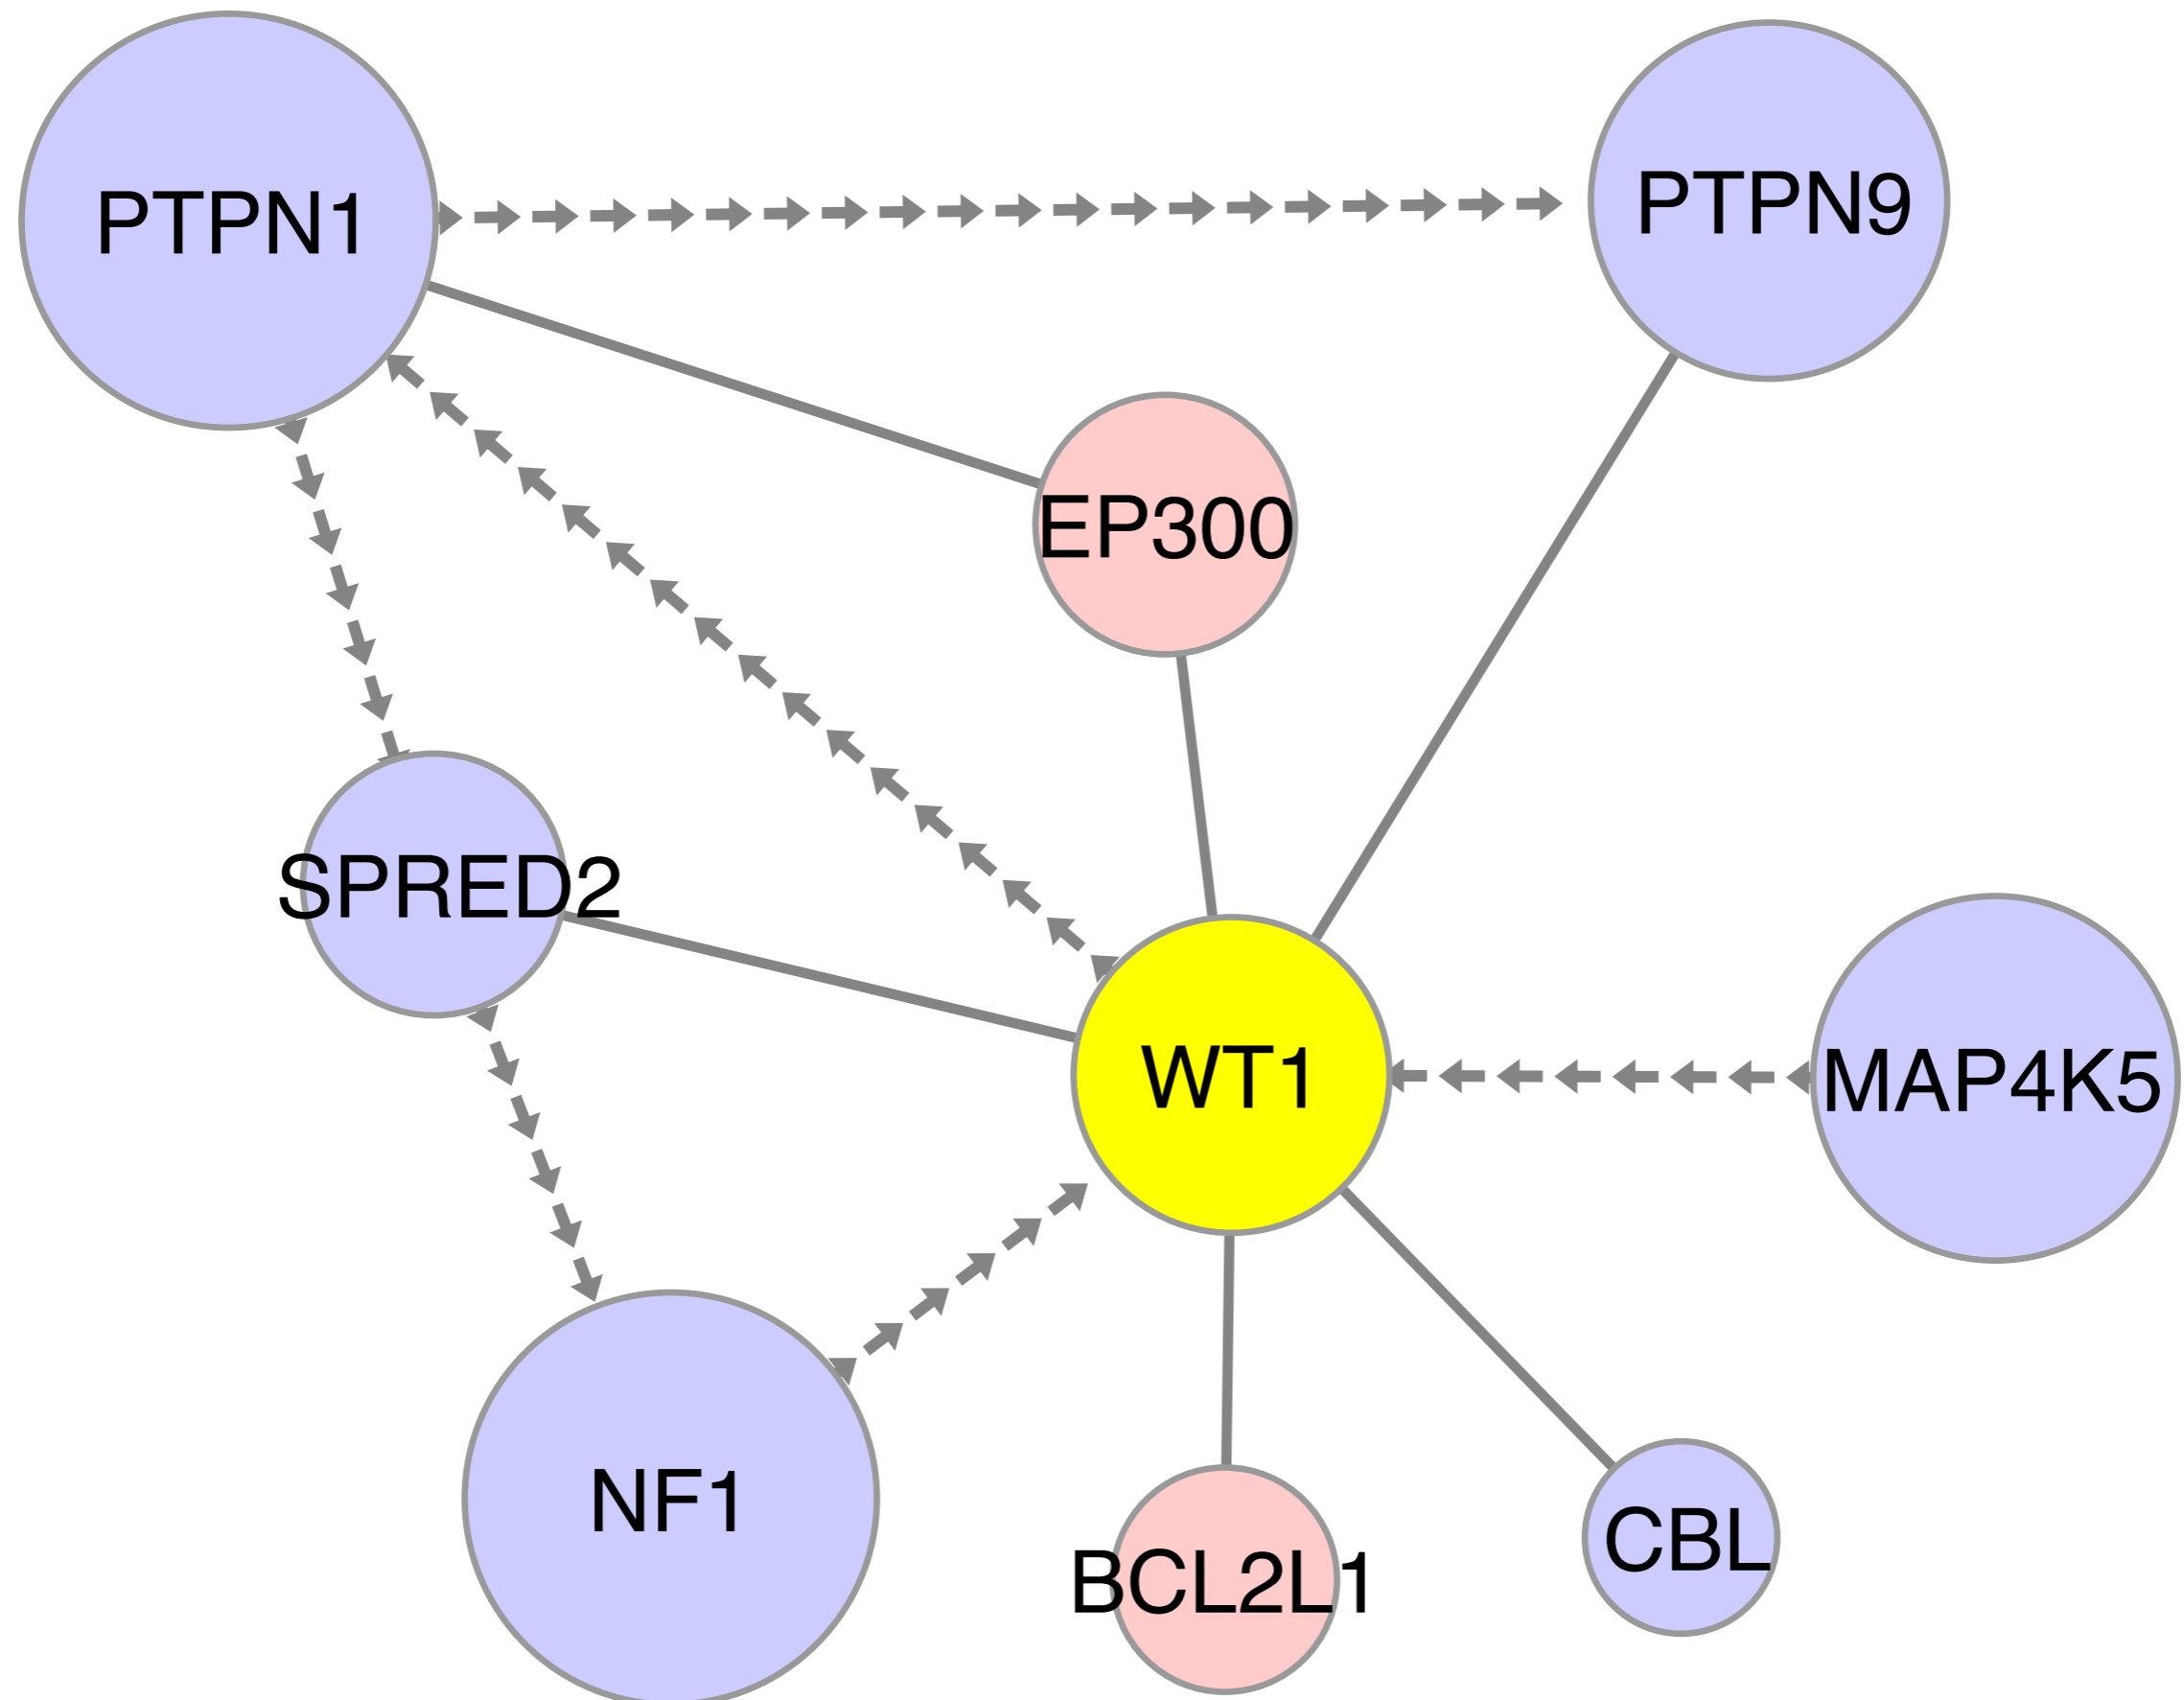 PTPN1
PTPN9
EP300
SPRED2
WT1
MAP4K5
NF1
BCL2L1
CBL